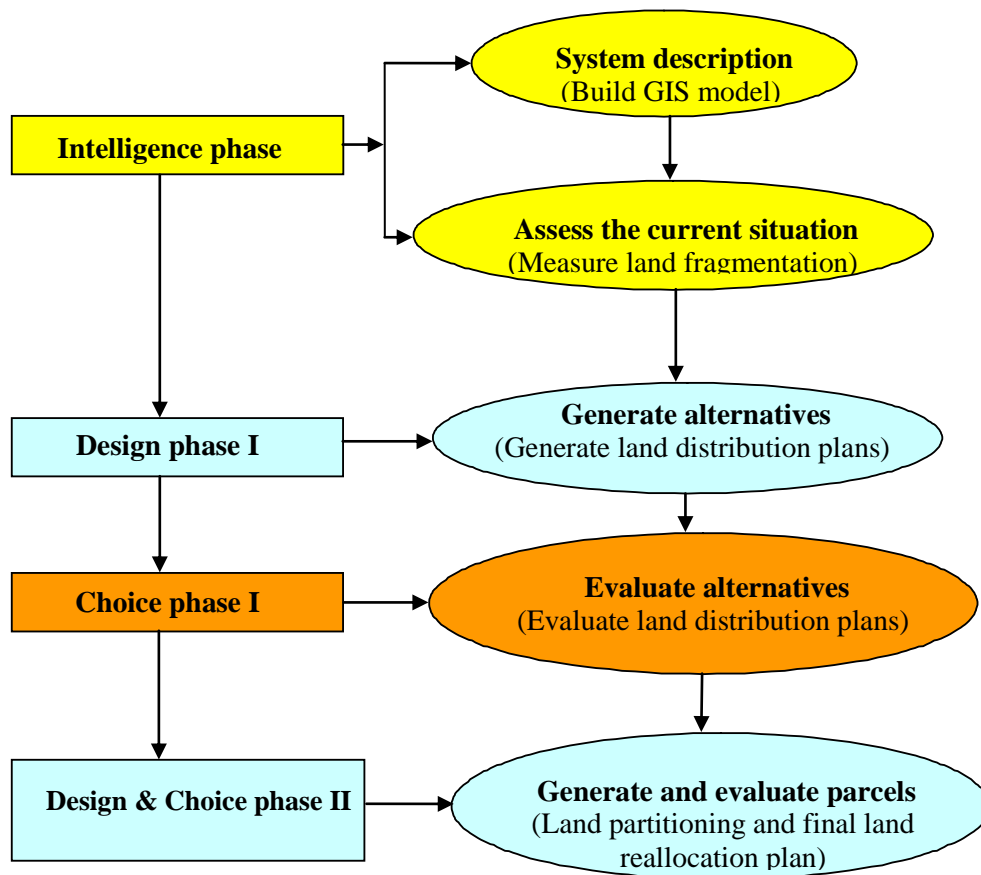 System description
(Build GIS model)
Intelligence phase
Assess the current situation
(Measure land fragmentation)
Generate alternatives
(Generate land distribution plans)
Design phase I
Evaluate alternatives
(Evaluate land distribution plans)
Choice phase I
Generate and evaluate parcels
(Land partitioning and final land
reallocation plan)
Design & Choice phase II